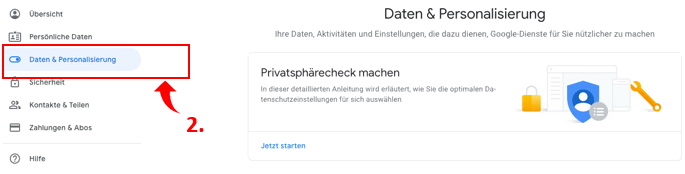 Übersicht
Persönliche Daten
Daten & Personalisierung
Sicherheit
Kontakte & Teilen
Zahlungen & Abos
Hilfe
2.
Daten & Personalisierung
Ihre Daten, Aktivitäten und Einstellungen, die dazu dienen, Google-Dienste für Sie nützlicher zu machen
Privatsphärecheck machen
In dieser detaillierten Anleitung wird erläutert, wie Sie die optimalen Da-
tenschutzeinstellungen für sich auswählen
Jetzt starten